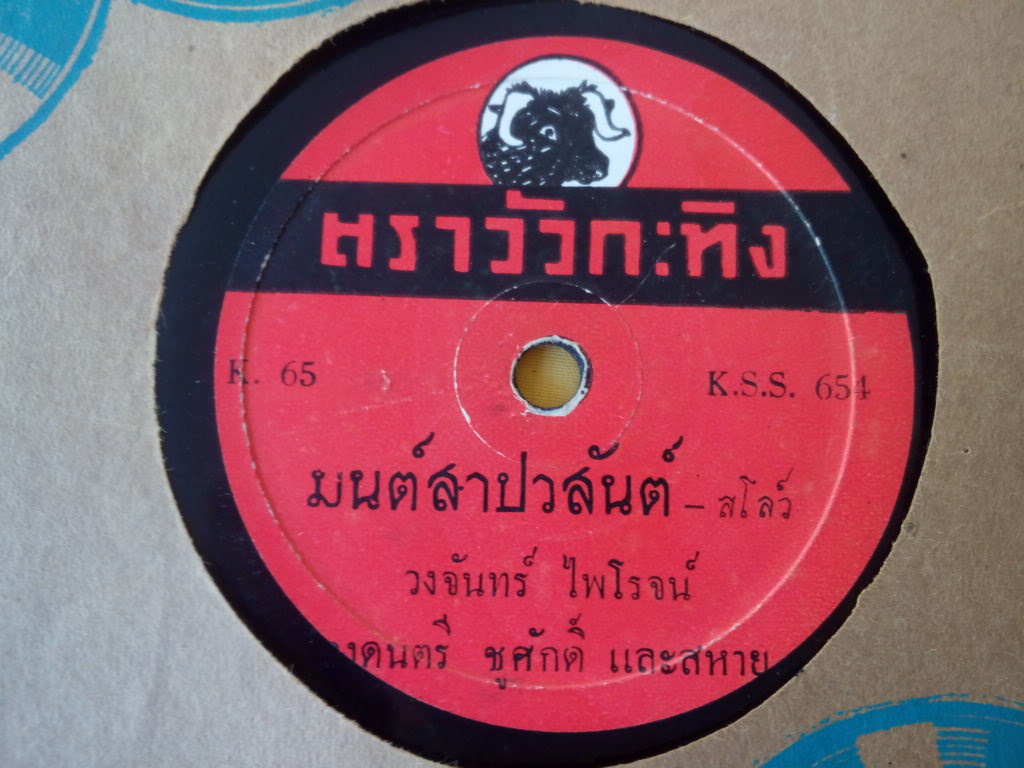 ตราวัวกะทิง
K. 65
K.S.S. 654
มนต์สาปวสันต์ - สโลว์
วงจันทร์ ไพโรจน์
วงดนตรี ชูศักดิ์ และสหาย